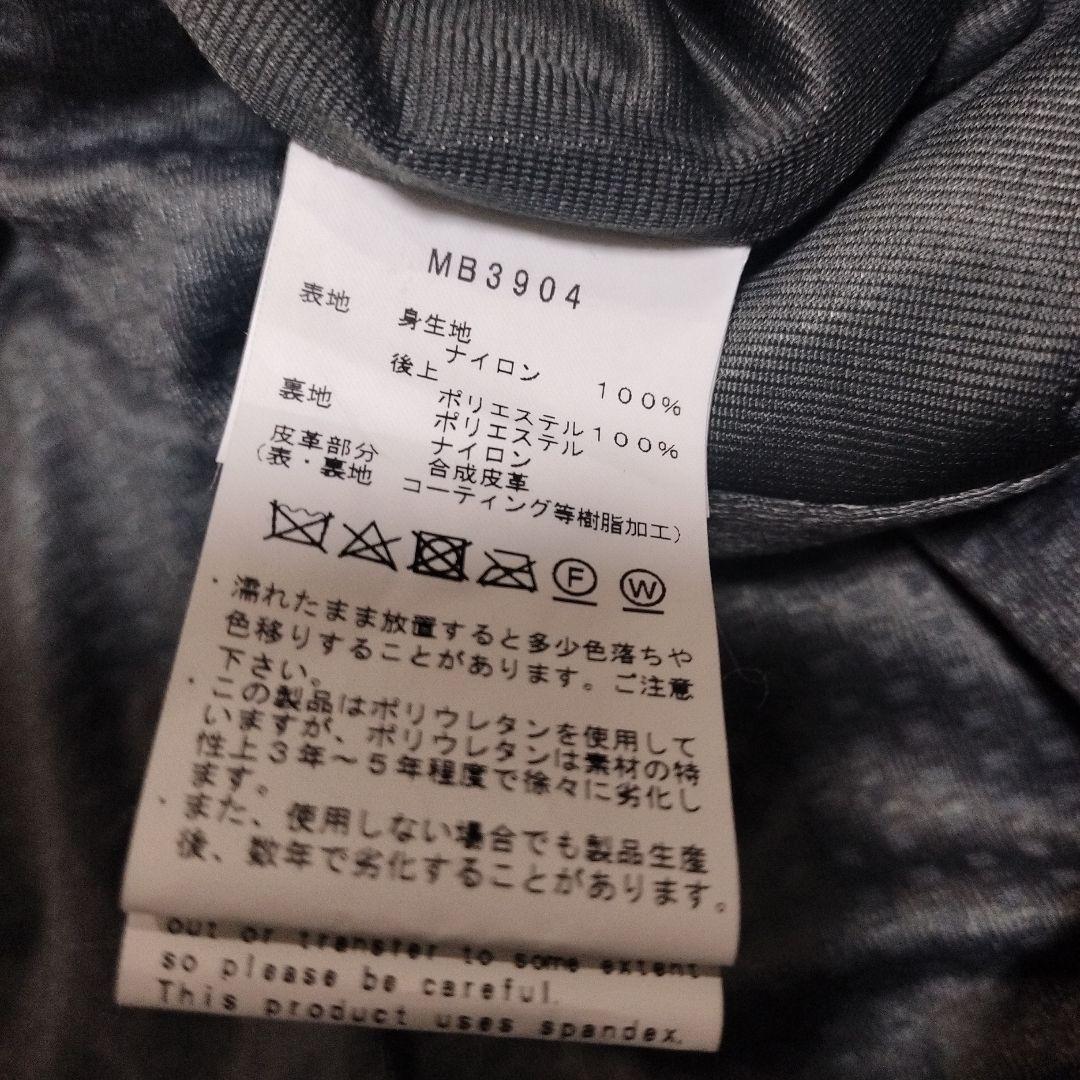 MB3904
表地 身生地
ナイロン 100%
後上
ポリエステル 100%
裏地 ポリエステル
ナイロン
皮革部分 合成皮革
(表・裏地 コーティング等樹脂加工)
F W
・濡れたまま放置すると多少色落ちや
色移りすることがあります。ご注意
下さい。
・この製品はポリウレタンを使用して
いますが、ポリウレタンは素材の特
性上3年~5年程度で徐々に劣化し
ます。
・また、使用しない場合でも製品生産
後、数年で劣化することがあります。
out or transfer to some extent
so please be careful.
This product uses spandex.